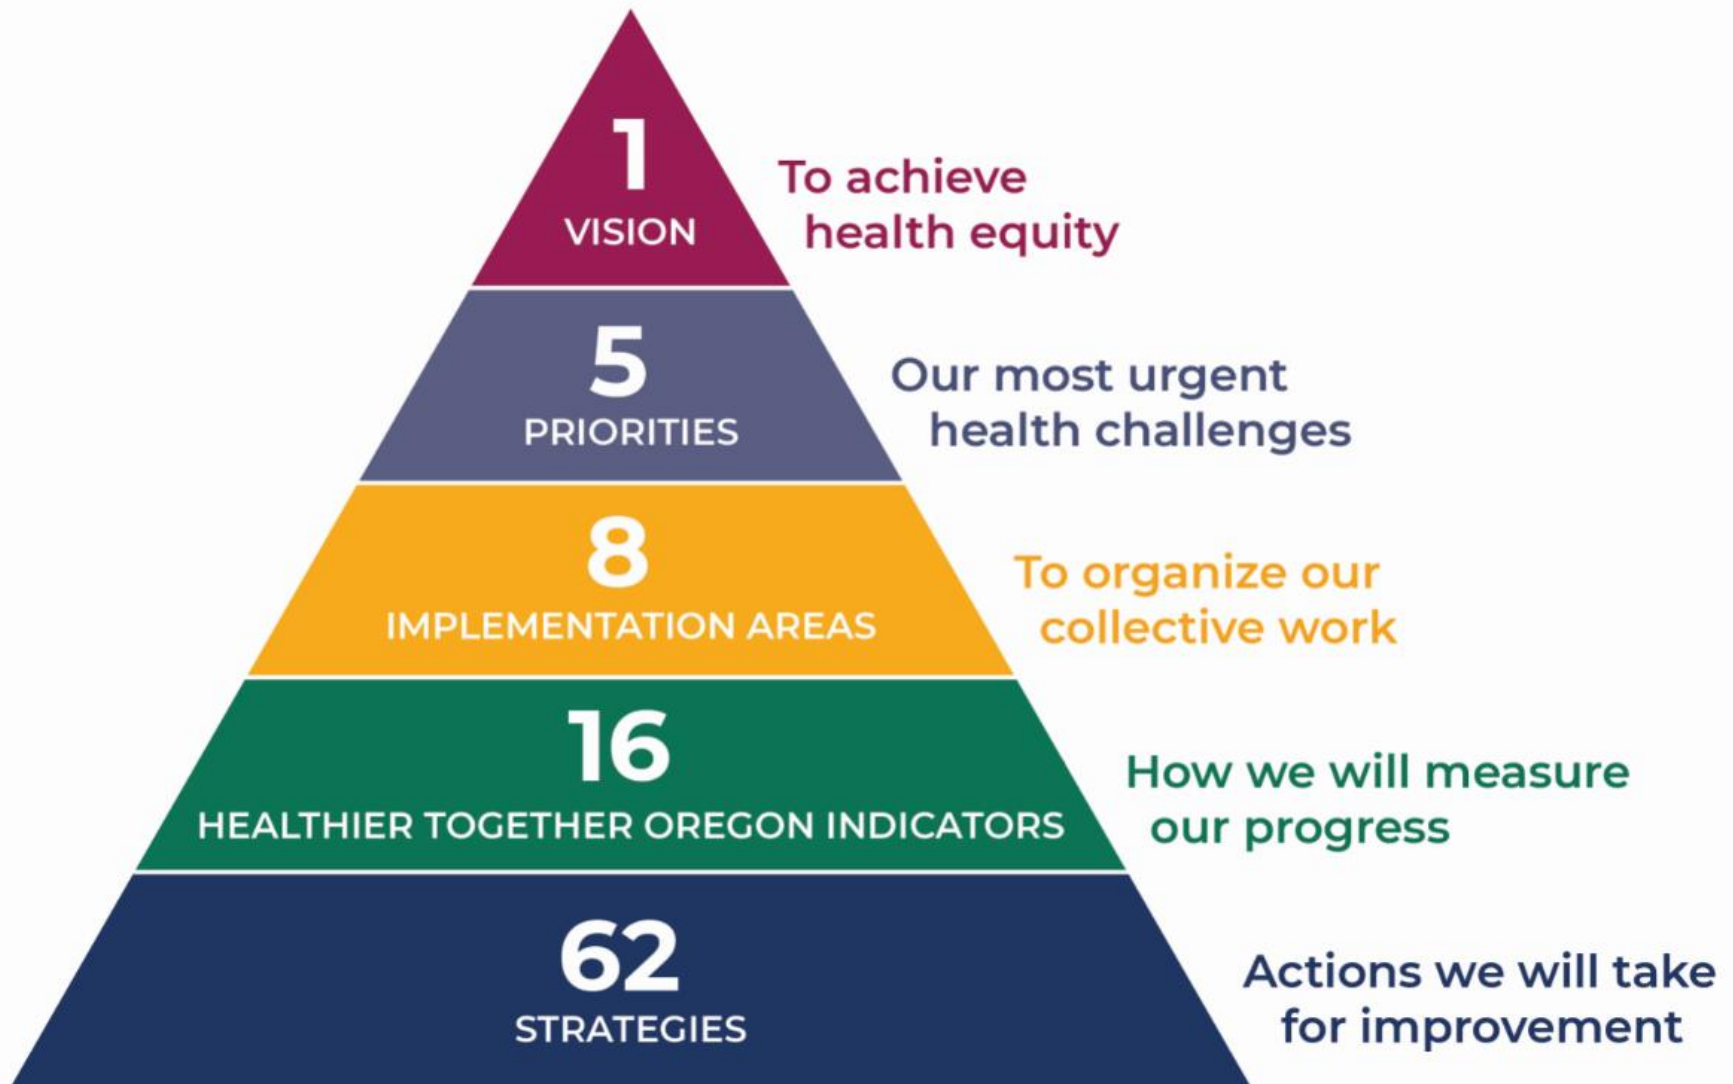 1
VISION
To achieve
health equity
5
PRIORITIES
Our most urgent
health challenges
8
IMPLEMENTATION AREAS
To organize our
collective work
16
HEALTHIER TOGETHER OREGON INDICATORS
How we will measure
our progress
62
STRATEGIES
Actions we will take
for improvement